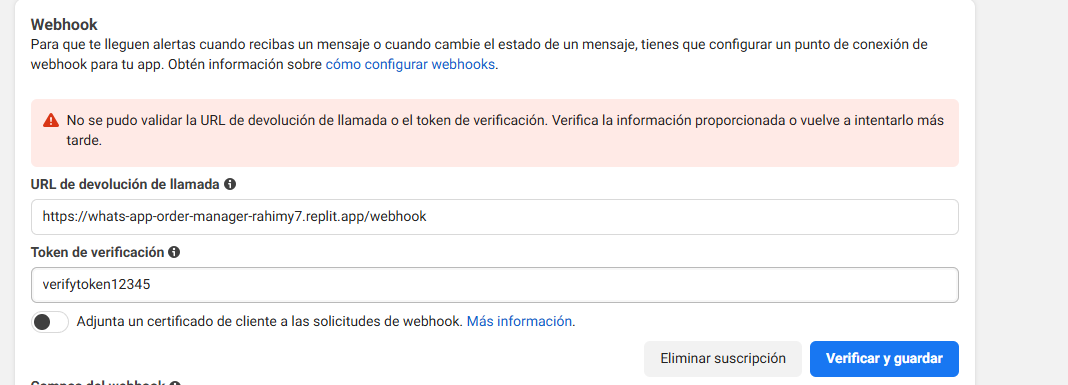 Webhook
Para que te lleguen alertas cuando recibas un mensaje o cuando cambie el estado de un mensaje, tienes que configurar un punto de conexión de
webhook para tu app. Obtén información sobre cómo configurar webhooks.
No se pudo validar la URL de devolución de llamada o el token de verificación. Verifica la información proporcionada o vuelve a intentarlo más
tarde.
URL de devolución de llamada
https://whats-app-order-manager-rahimy7.replit.app/webhook
Token de verificación
verifytoken12345
Adjunta un certificado de cliente a las solicitudes de webhook. Más información.
Eliminar suscripción
Verificar y guardar
Campos del webhook